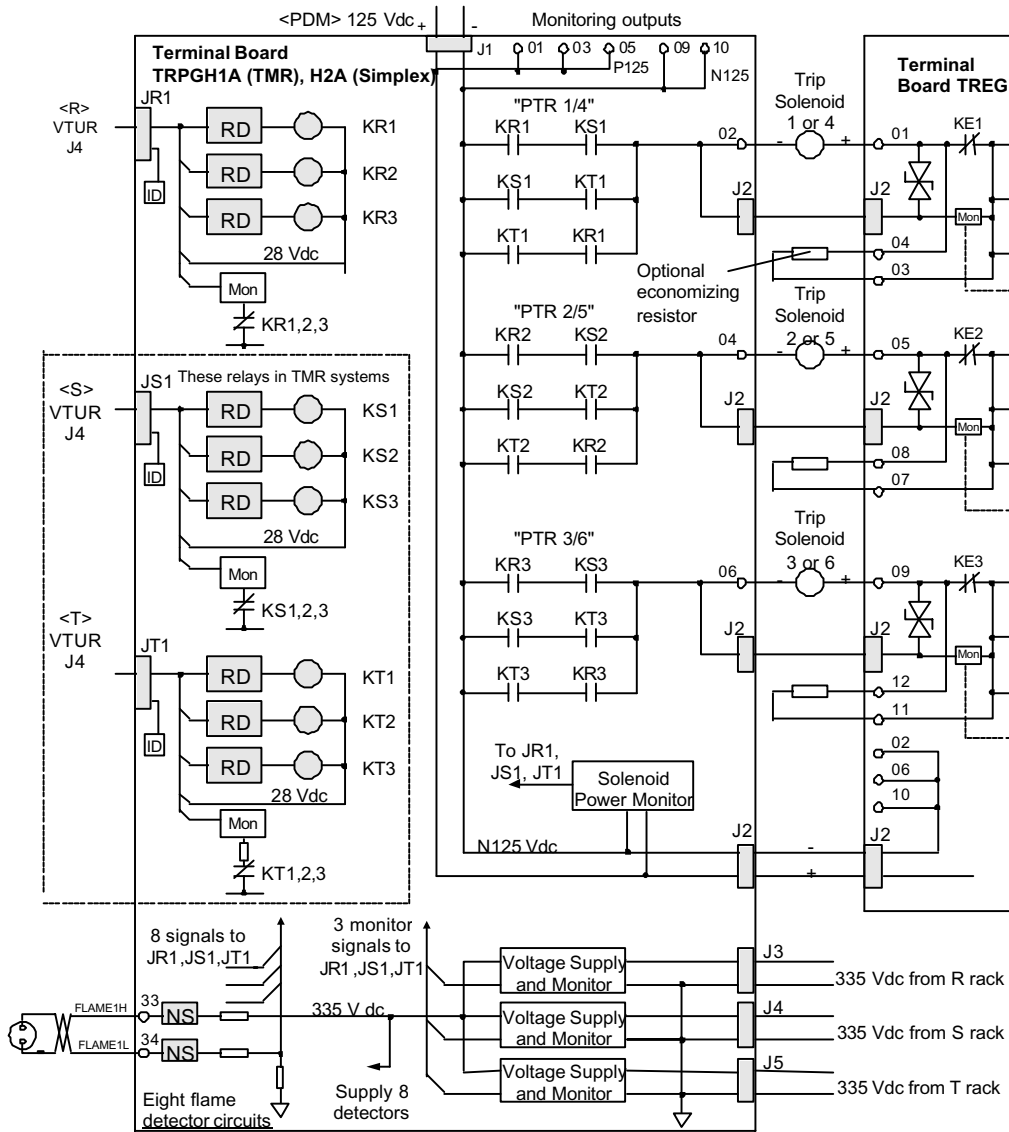 <PDM> 125 Vdc + -
Monitoring outputs
J1 01 03 05 09 10
P125
N125
Terminal Board
TRPGH1A (TMR), H2A (Simplex)
Terminal
Board TREG
<R>
VTUR
J4
JR1
ID
RD KR1
RD KR2
RD KR3
28 Vdc
Mon
KR1,2,3
"PTR 1/4"
KR1 KS1
KS1 KT1
KT1 KR1
02
Trip
Solenoid
1 or 4
- +
01
KE1
J2
J2
Mon
04
03
Optional
economizing
resistor
"PTR 2/5"
KR2 KS2
KS2 KT2
KT2 KR2
04
Trip
Solenoid
2 or 5
- +
05
KE2
J2
J2
Mon
08
07
<S>
VTUR
J4
JS1
These relays in TMR systems
ID
RD KS1
RD KS2
RD KS3
28 Vdc
Mon
KS1,2,3
"PTR 3/6"
KR3 KS3
KS3 KT3
KT3 KR3
06
Trip
Solenoid
3 or 6
- +
09
KE3
J2
J2
Mon
12
11
02
06
10
<T>
VTUR
J4
JT1
ID
RD KT1
RD KT2
RD KT3
28 Vdc
Mon
KT1,2,3
To JR1,
JS1, JT1
Solenoid
Power Monitor
N125 Vdc
J2
-
+
J2
8 signals to
JR1,JS1,JT1
3 monitor
signals to
JR1,JS1,JT1
Voltage Supply
and Monitor
J3
335 Vdc from R rack
FLAME1H
33
NS
335 V dc
Voltage Supply
and Monitor
J4
335 Vdc from S rack
FLAME1L
34
NS
Voltage Supply
and Monitor
J5
335 Vdc from T rack
Supply 8
detectors
Eight flame
detector circuits